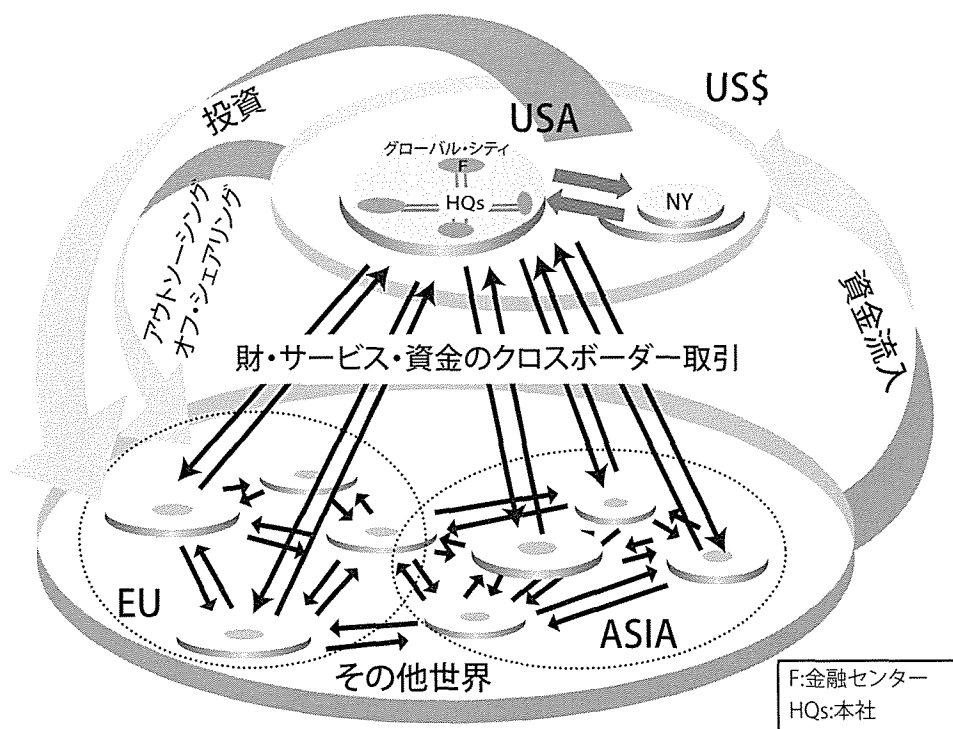 US$
USA
投資
グローバル・シティ
F
HQs
NY
アウトソーシング
オフ・シェアリング
資金流入
財・サービス・資金のクロスボーダー取引
EU
ASIA
その他世界
F:金融センター
HQs:本社